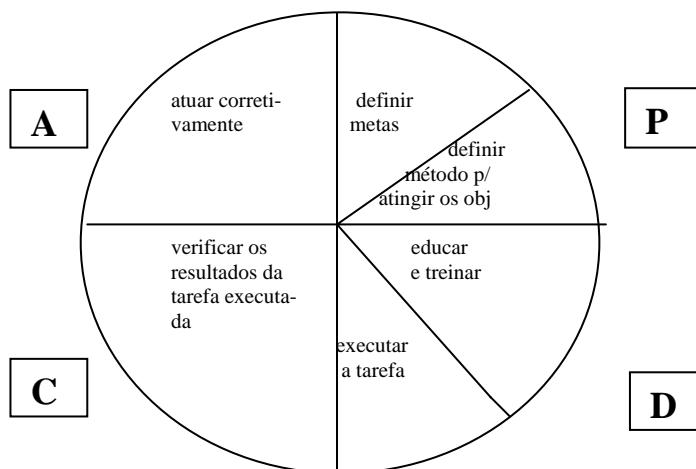 A
atuar correti-
vamente
definir
metas
P
definir
método p/
atingir os obj
verificar os
resultados da
tarefa executa-
da
educar
e treinar
executar
a tarefa
C
D